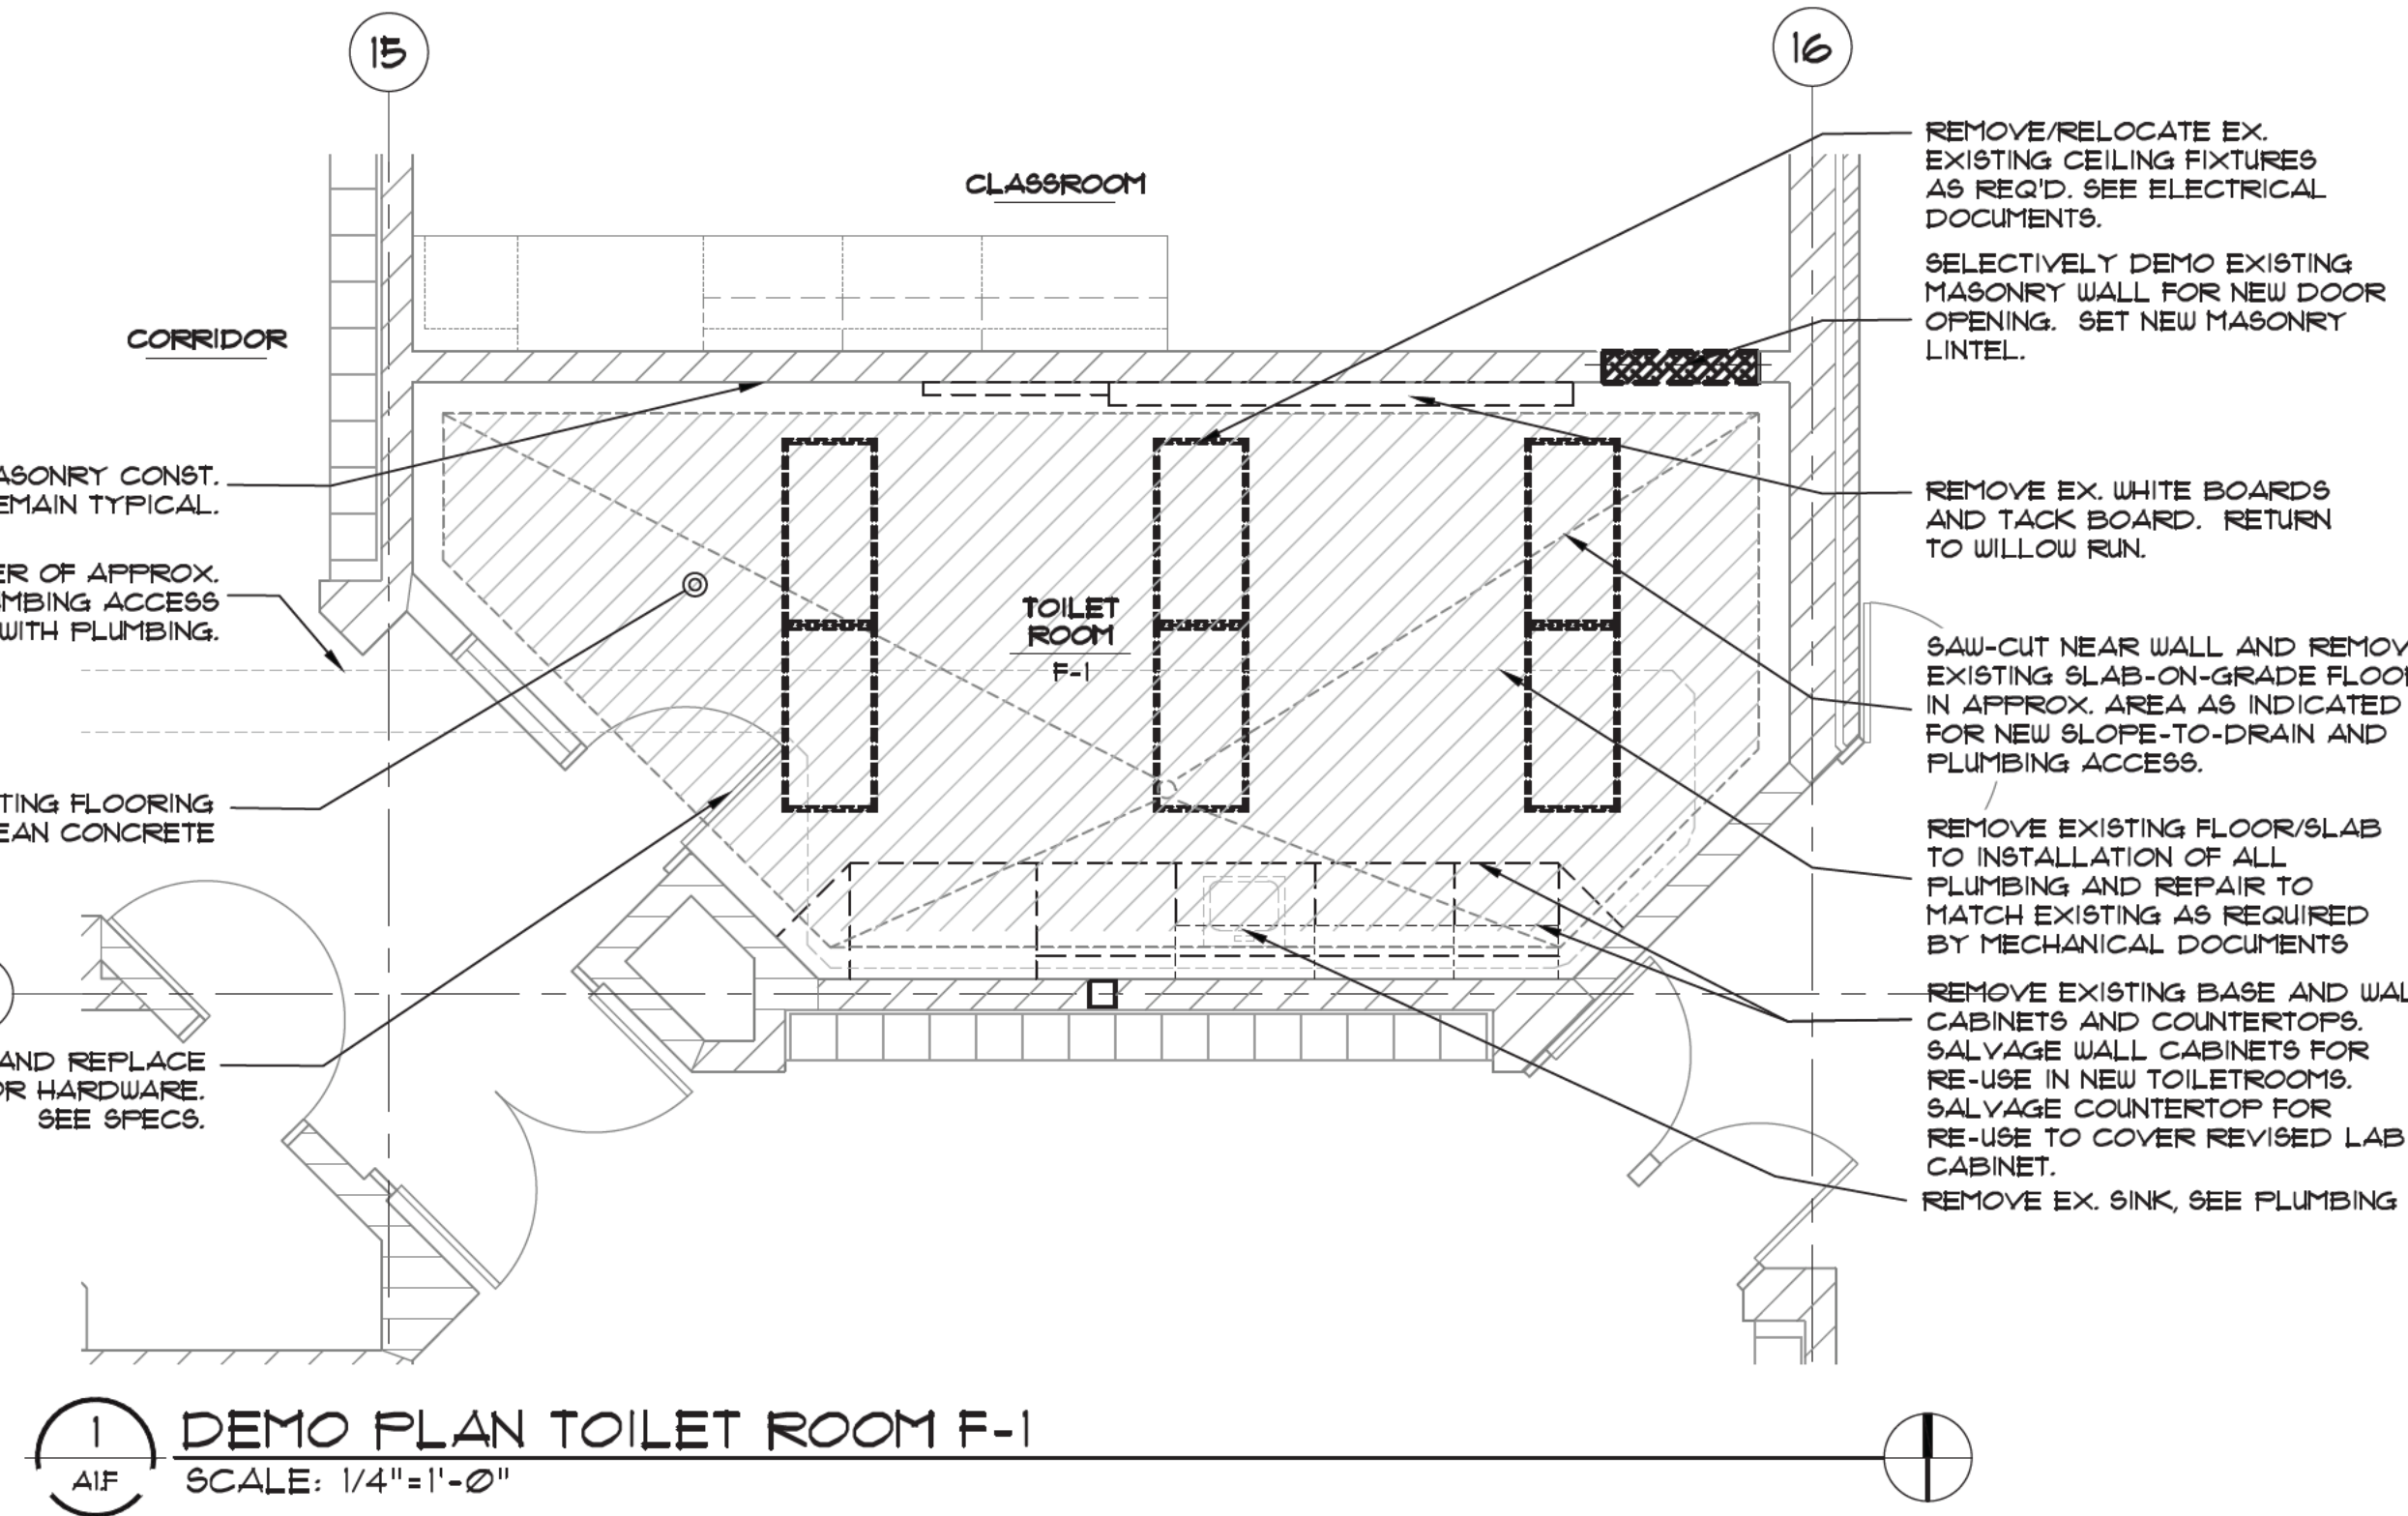 15
16
CLASSROOM
CORRIDOR
REMOVE/RELOCATE EX.
EXISTING CEILING FIXTURES
AS REQ'D. SEE ELECTRICAL
DOCUMENTS.
SELECTIVELY DEMO EXISTING
MASONRY WALL FOR NEW DOOR
OPENING. SET NEW MASONRY
LINTEL.
ASONRY CONST.
EMAIN TYPICAL.
REMOVE EX. WHITE BOARDS
AND TACK BOARD. RETURN
TO WILLOW RUN.
ER OF APPROX.
MBING ACCESS
WITH PLUMBING.
TOILET
ROOM
F-1
SAW-CUT NEAR WALL AND REMOV
EXISTING SLAB-ON-GRADE FLOO
IN APPROX. AREA AS INDICATED
FOR NEW SLOPE-TO-DRAIN AND
PLUMBING ACCESS.
TING FLOORING
EAN CONCRETE
REMOVE EXISTING FLOOR/SLAB
TO INSTALLATION OF ALL
PLUMBING AND REPAIR TO
MATCH EXISTING AS REQUIRED
BY MECHANICAL DOCUMENTS
REMOVE EXISTING BASE AND WAL
CABINETS AND COUNTERTOPS.
SALVAGE WALL CABINETS FOR
RE-USE IN NEW TOILETROOMS.
SALVAGE COUNTERTOP FOR
RE-USE TO COVER REVISED LAB
CABINET.
AND REPLACE
OR HARDWARE.
SEE SPECS.
REMOVE EX. SINK, SEE PLUMBING
1
A1.F
DEMO PLAN TOILET ROOM F-1
SCALE: 1/4"=1'-0"